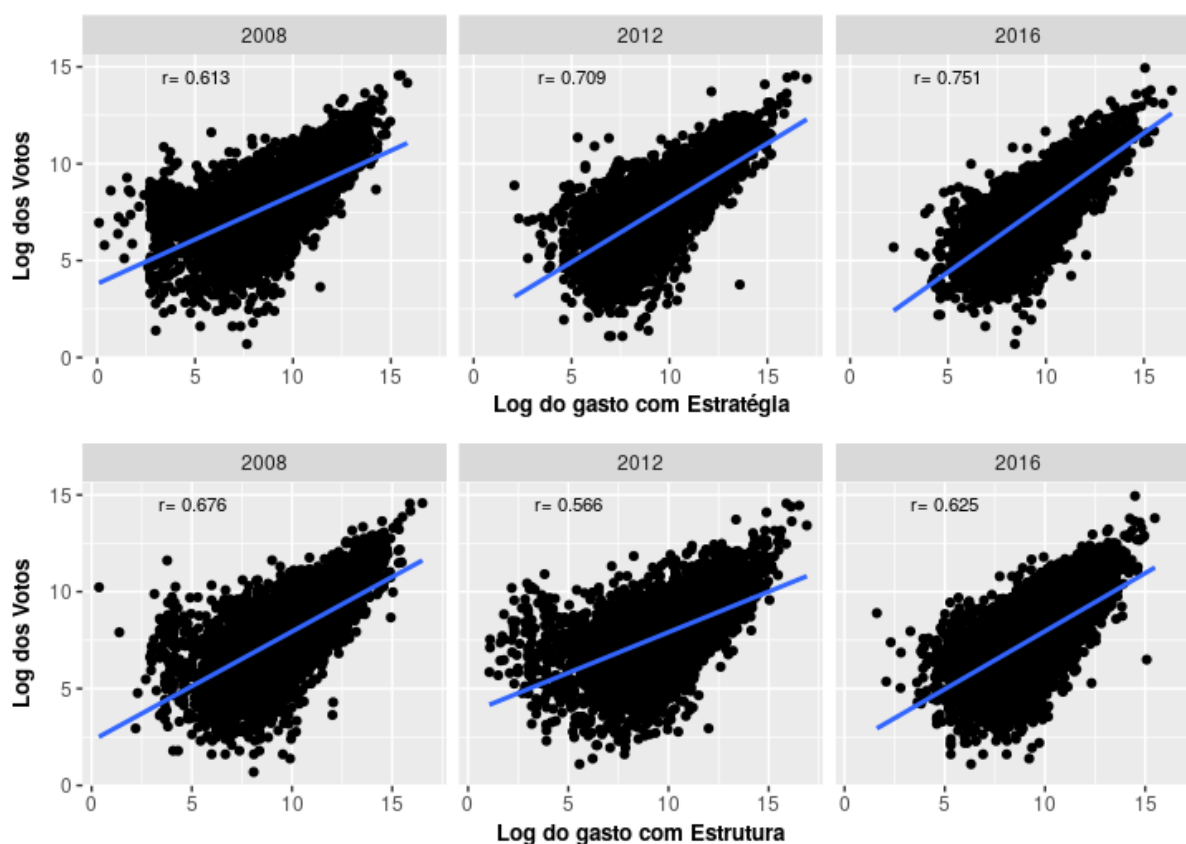 2008 2012 2016
r= 0.613 r= 0.709 r= 0.751
Log dos Votos
15
10
5
0
0 5 10 15 0 5 10 15 0 5 10 15
Log do gasto com Estratégia
2008 2012 2016
r= 0.676 r= 0.566 r= 0.625
Log dos Votos
15
10
5
0
0 5 10 15 0 5 10 15 0 5 10 15
Log do gasto com Estrutura